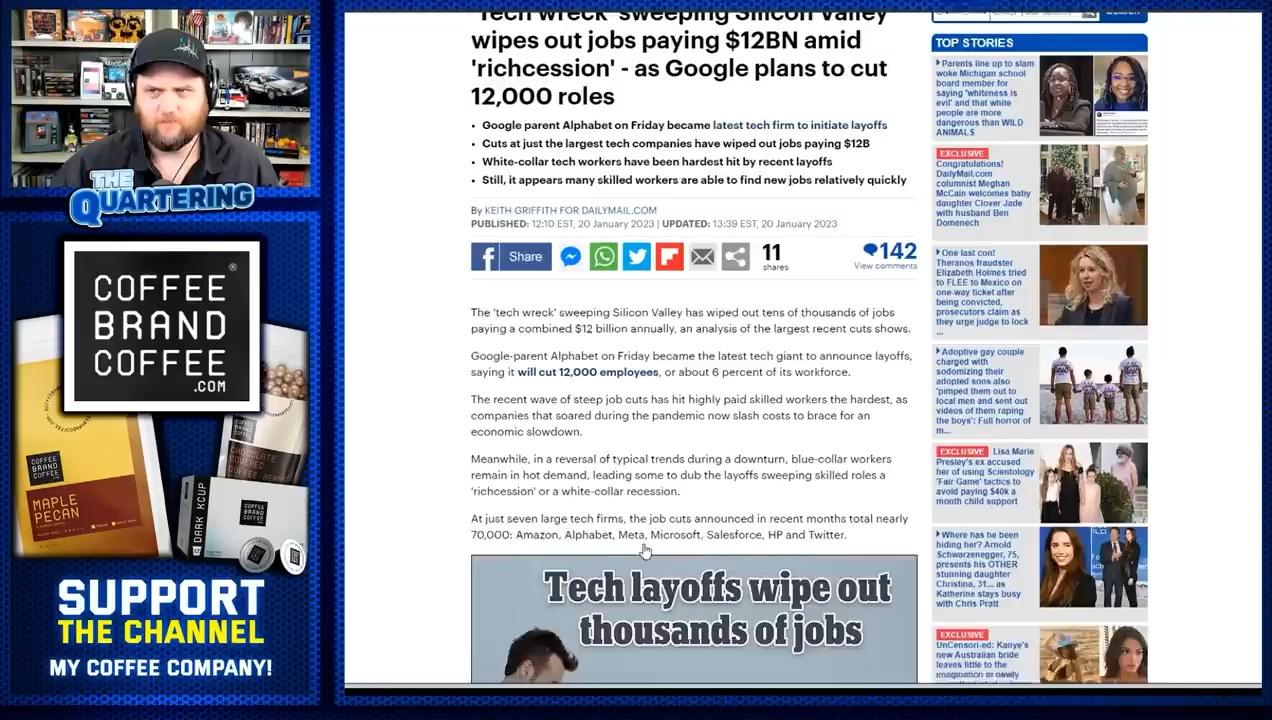 THE
QUARTERING
COFFEE
BRAND
COFFEE
.COM
®
COFFEE
BRAND
COFFEE
MAPLE
PECAN
CHOCOLATE
COVERED
DARK KCUP
SUPPORT
THE CHANNEL
MY COFFEE COMPANY!
'Tech wreck' sweeping Silicon Valley
wipes out jobs paying $12BN amid
'richcession' - as Google plans to cut
12,000 roles
• Google parent Alphabet on Friday became latest tech firm to initiate layoffs
• Cuts at just the largest tech companies have wiped out jobs paying $12B
• White-collar tech workers have been hardest hit by recent layoffs
• Still, it appears many skilled workers are able to find new jobs relatively quickly
By KEITH GRIFFITH FOR DAILYMAIL.COM
PUBLISHED: 12:10 EST, 20 January 2023 | UPDATED: 13:39 EST, 20 January 2023
Share
11
shares
142
View comments
The 'tech wreck' sweeping Silicon Valley has wiped out tens of thousands of jobs
paying a combined $12 billion annually, an analysis of the largest recent cuts shows.
Google-parent Alphabet on Friday became the latest tech giant to announce layoffs,
saying it will cut 12,000 employees, or about 6 percent of its workforce.
The recent wave of steep job cuts has hit highly paid skilled workers the hardest, as
companies that soared during the pandemic now slash costs to brace for an
economic slowdown.
Meanwhile, in a reversal of typical trends during a downturn, blue-collar workers
remain in hot demand, leading some to dub the layoffs sweeping skilled roles a
'richcession' or a white-collar recession.
At just seven large tech firms, the job cuts announced in recent months total nearly
70,000: Amazon, Alphabet, Meta, Microsoft, Salesforce, HP and Twitter.
Tech layoffs wipe out
thousands of jobs
TOP STORIES
Parents line up to slam
woke Michigan school
board member for
saying 'whiteness is
evil' and that white
people are more
dangerous than WILD
ANIMALS
EXCLUSIVE
Congratulations!
DailyMail.com
columnist Meghan
McCain welcomes baby
daughter Clover Jade
with husband Ben
Domenech
One last con!
Theranos fraudster
Elizabeth Holmes tried
to FLEE to Mexico on
one-way ticket after
being convicted,
prosecutors claim as
they urge judge to lock
...
Adoptive gay couple
charged with
sodomizing their
adopted sons also
'pimped them out to
local men and sent out
videos of them raping
the boys': Full horror of
m...
EXCLUSIVE Lisa Marie
Presley's ex accused
her of using Scientology
'Fair Game' tactics to
avoid paying $40k a
month child support
Where has he been
hiding her? Arnold
Schwarzenegger, 75,
presents his OTHER
stunning daughter
Christina, 31... as
Katherine stays busy
with Chris Pratt
EXCLUSIVE
UnCensori-ed: Kanye's
new Australian bride
leaves little to the
imagination in newly